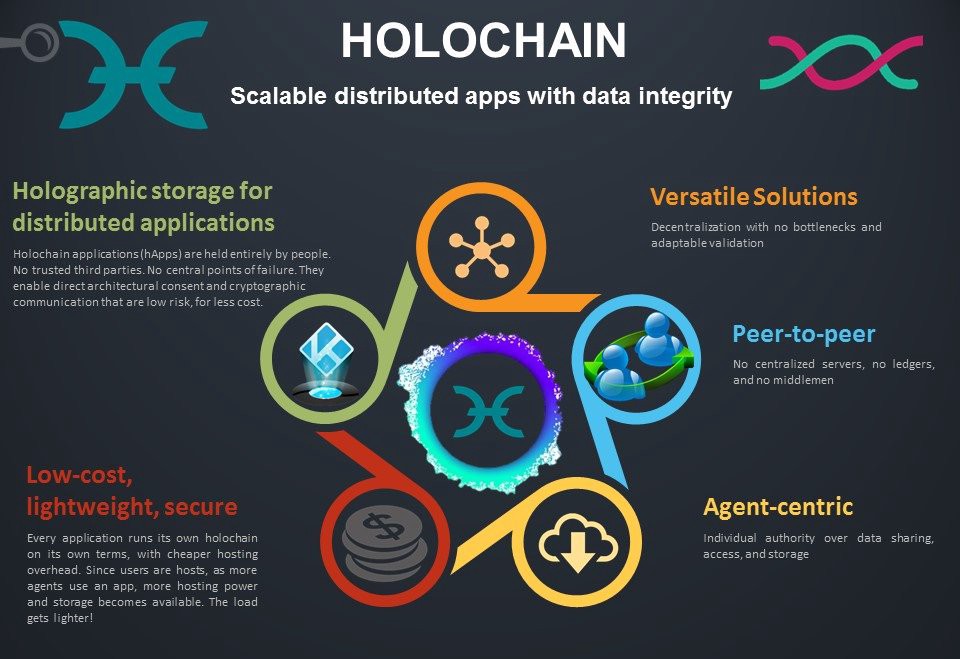 HOLOCHAIN
Scalable distributed apps with data integrity
Holographic storage for
distributed applications
Holochain applications (hApps) are held entirely by people.
No trusted third parties. No central points of failure. They
enable direct architectural consent and cryptographic
communication that are low risk, for less cost.
Versatile Solutions
Decentralization with no bottlenecks and
adaptable validation
Peer-to-peer
No centralized servers, no ledgers,
and no middlemen
Low-cost,
lightweight, secure
Every application runs its own holochain
on its own terms, with cheaper hosting
overhead. Since users are hosts, as more
agents use an app, more hosting power
and storage becomes available. The load
gets lighter!
Agent-centric
Individual authority over data sharing,
access, and storage
$